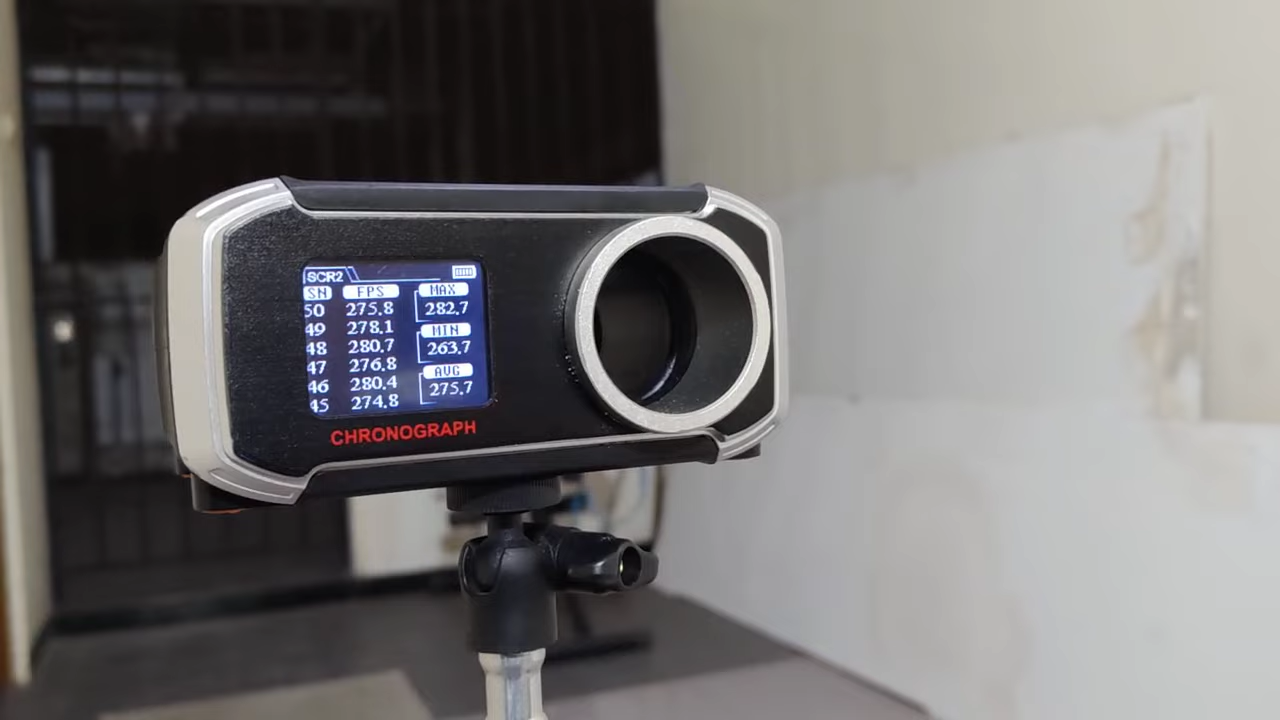 SCR2
SN FPS MAX
50 275.8 282.7
49 278.1 MIN
48 280.7 263.7
47 276.8 AVG
46 280.4 275.7
45 274.8
CHRONOGRAPH